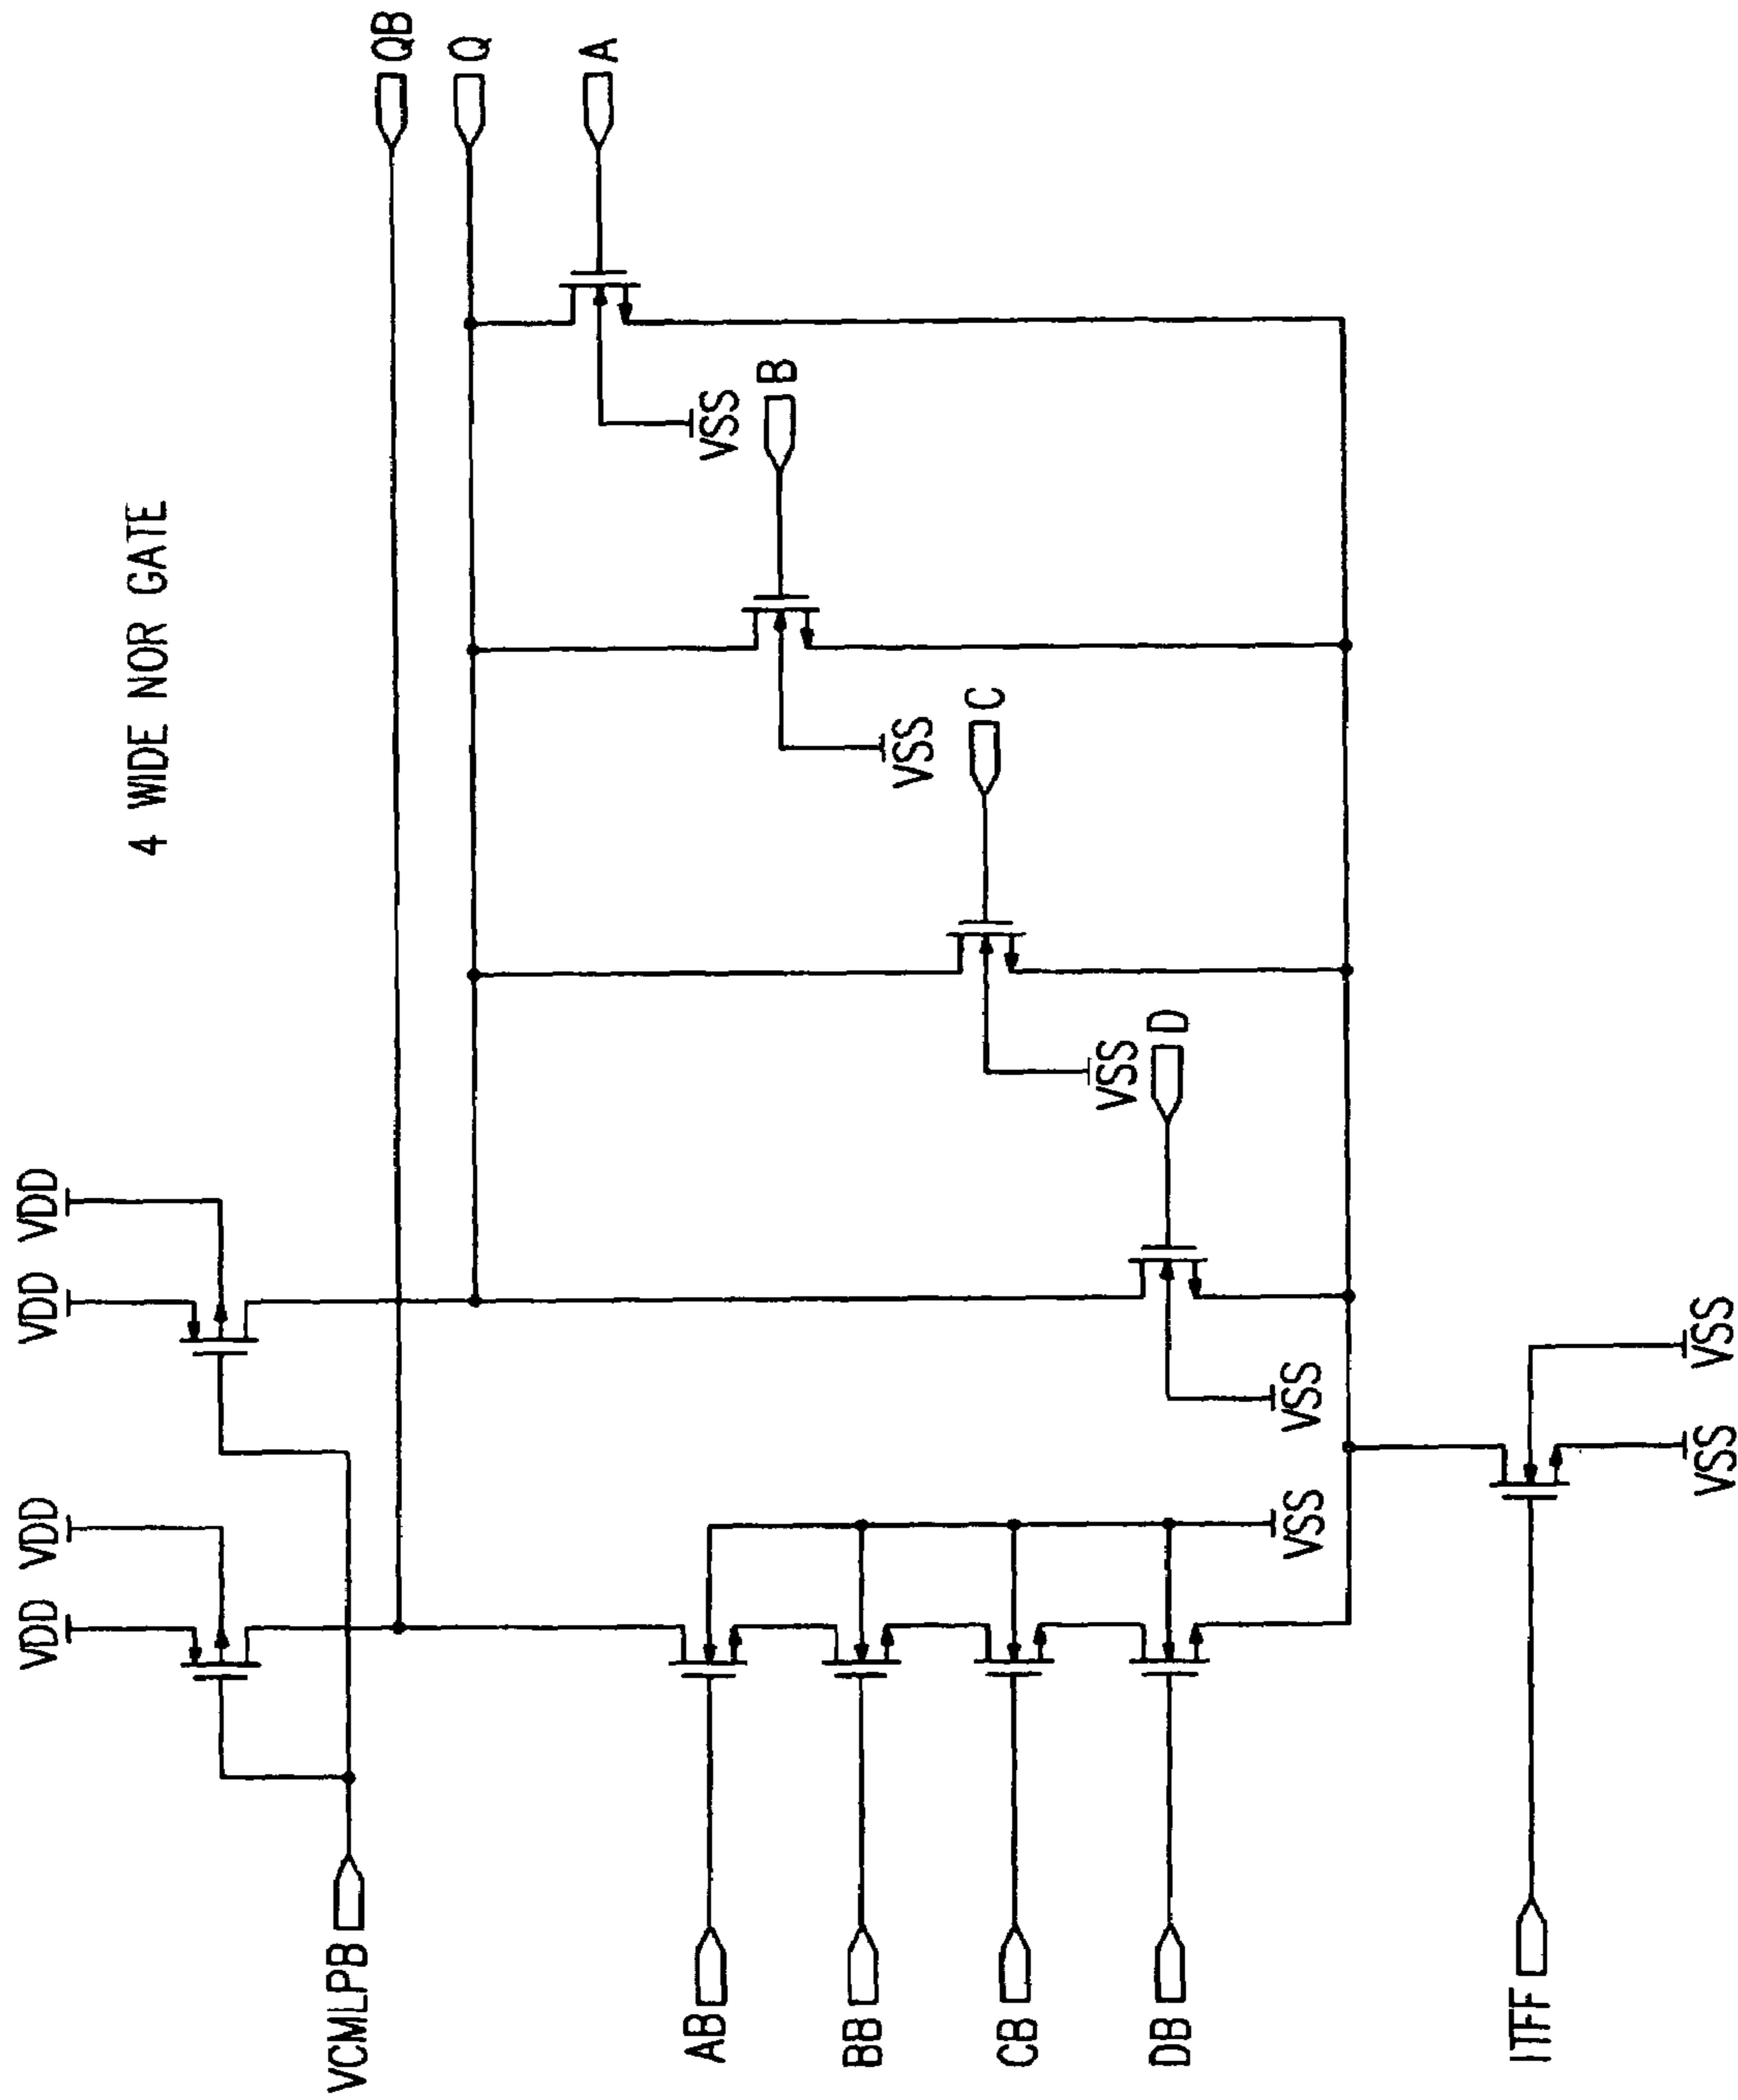 VDD VDD VDD VDD
4 WIDE NOR GATE
VCMLPB
QB
Q
A
AB
VSS
B
BB
VSS
C
CB
VSS
DB
D
VSS
VSS
ITFF
VSS VSS